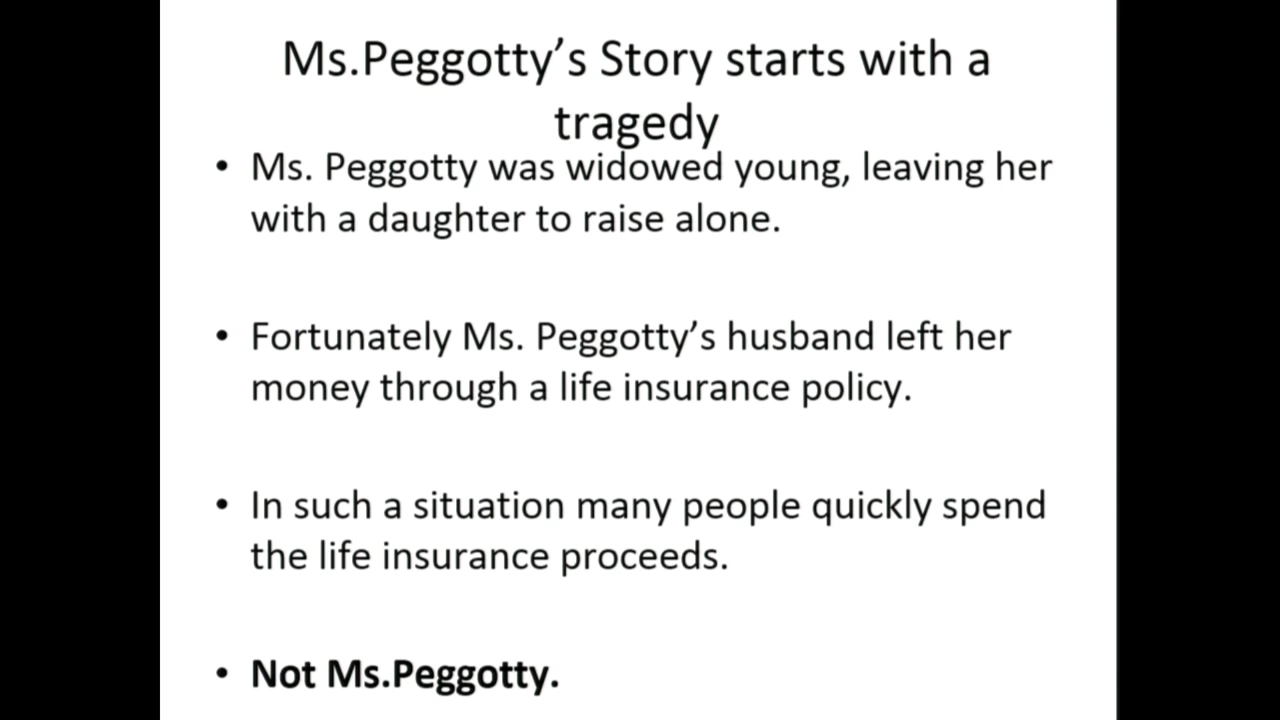 Ms.Peggotty’s Story starts with a
tragedy
• Ms. Peggotty was widowed young, leaving her
with a daughter to raise alone.
• Fortunately Ms. Peggotty’s husband left her
money through a life insurance policy.
• In such a situation many people quickly spend
the life insurance proceeds.
• Not Ms.Peggotty.